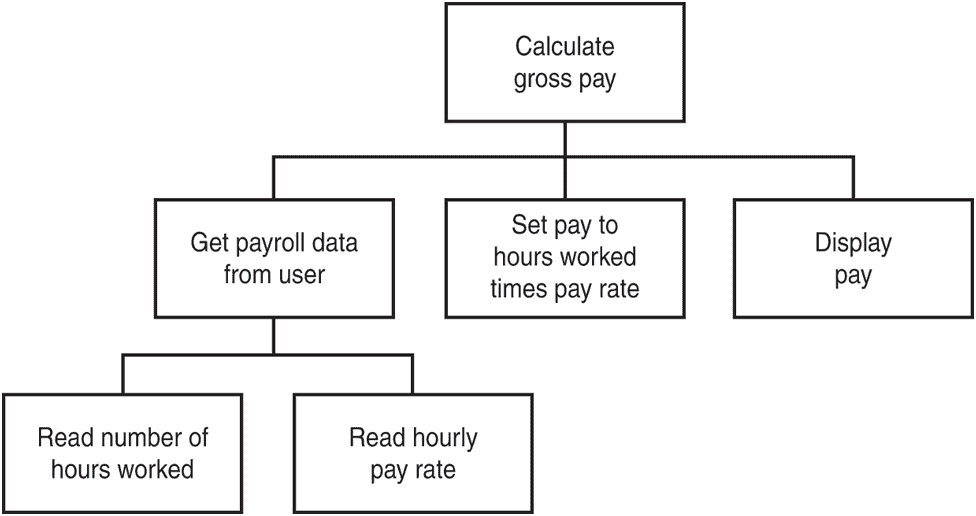 Calculate
gross pay
Get payroll data
from user
Set pay to
hours worked
times pay rate
Display
pay
Read number of
hours worked
Read hourly
pay rate